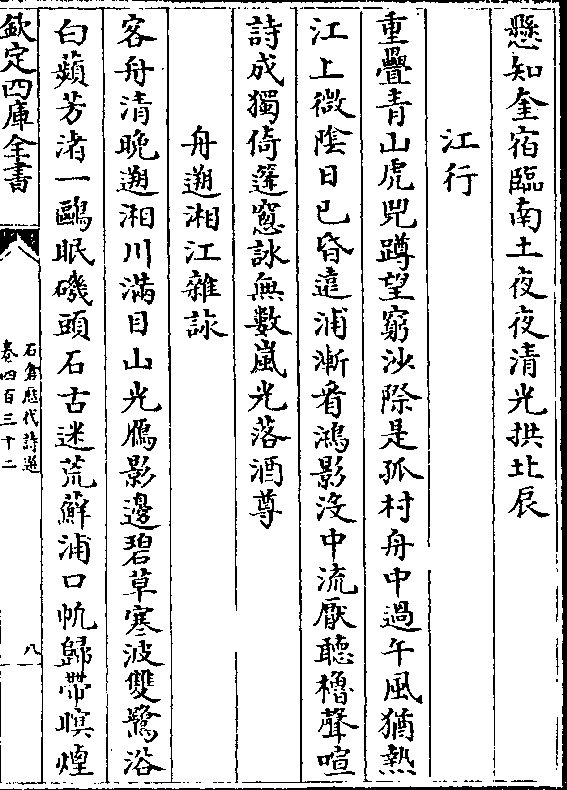 懸知奎宿臨南土夜夜清光拱北辰
江行
重疊青山虎兕蹲望窮沙際是孤村舟中過午風猶熱
江上微陰日已昏遠浦漸看鴻影沒中流厭聽櫓聲喧
詩成獨倚篷窓詠無數嵐光落酒尊
舟遡湘江雜詠
客舟清晚遡湘川滿目山光鴈影邊碧草寒波雙鷺浴
白蘋芳渚一鷗眠磯頭石古迷荒蘚浦口帆歸帶暝煙
欽定四庫全書
石倉歷代詩選
卷四百三十二
八